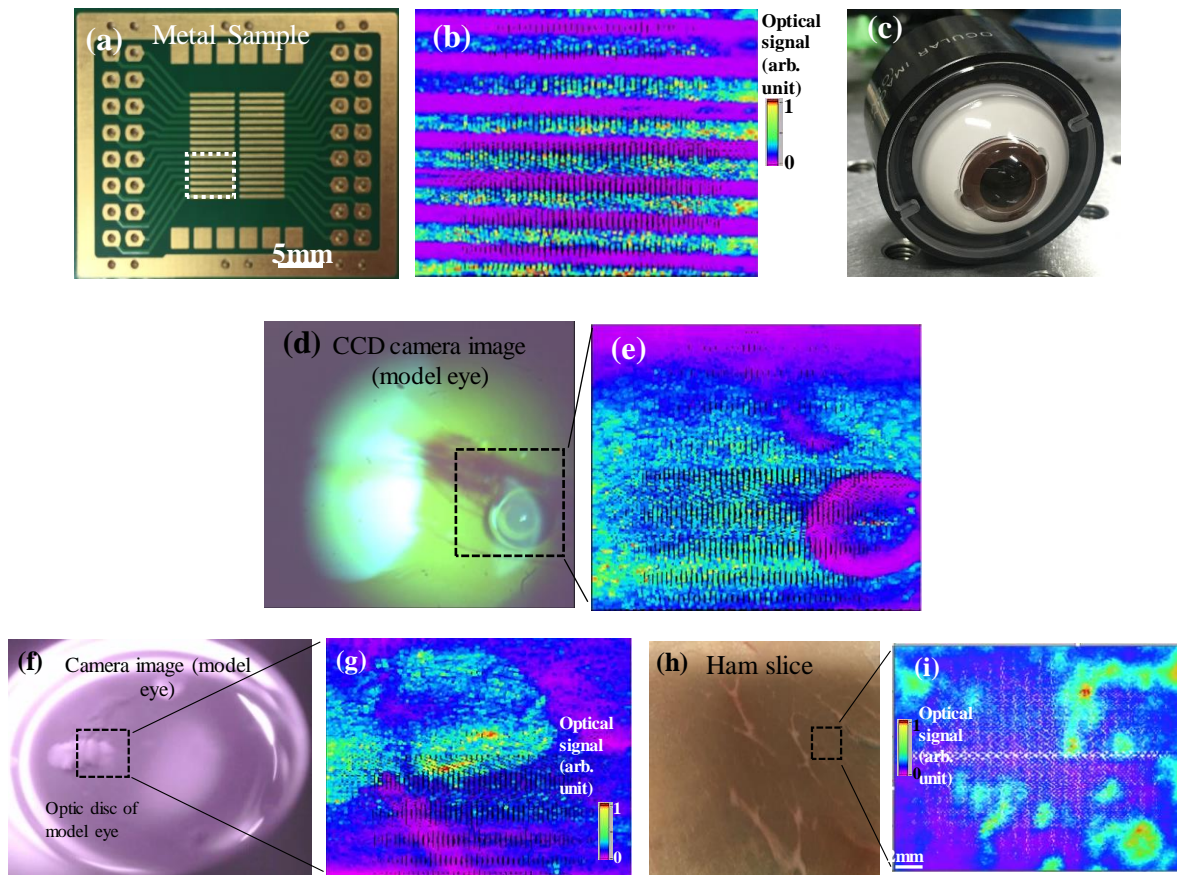 (a)
Metal Sample
5mm
(b)
Optical
signal
(arb.
unit)
1
0
(c)
OCULAR
(d) CCD camera image
(model eye)
(e)
(f) Camera image (model
eye)
Optic disc of
model eye
(g)
Optical
signal
(arb.
unit)
1
0
(h) Ham slice
(i)
1
Optical
signal
(arb.
unit)
0
mm